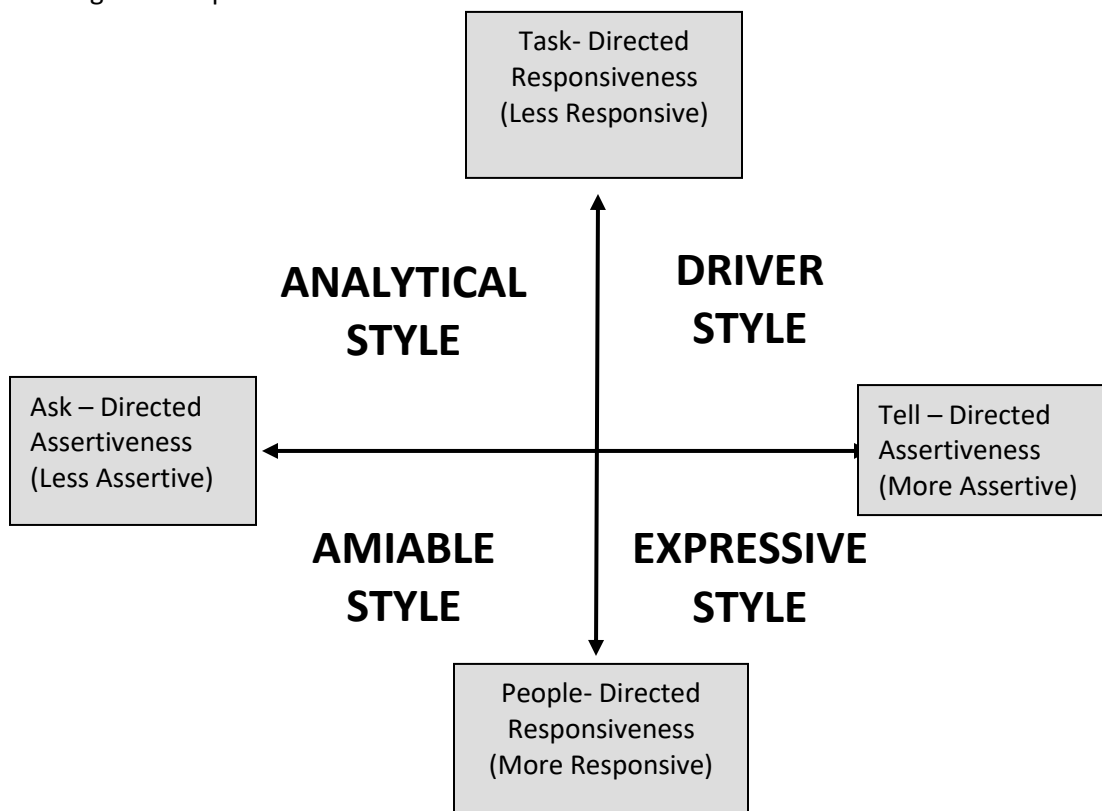 Task- Directed
Responsiveness
(Less Responsive)
ANALYTICAL
STYLE
DRIVER
STYLE
Ask – Directed
Assertiveness
(Less Assertive)
Tell – Directed
Assertiveness
(More Assertive)
AMIABLE
STYLE
EXPRESSIVE
STYLE
People- Directed
Responsiveness
(More Responsive)